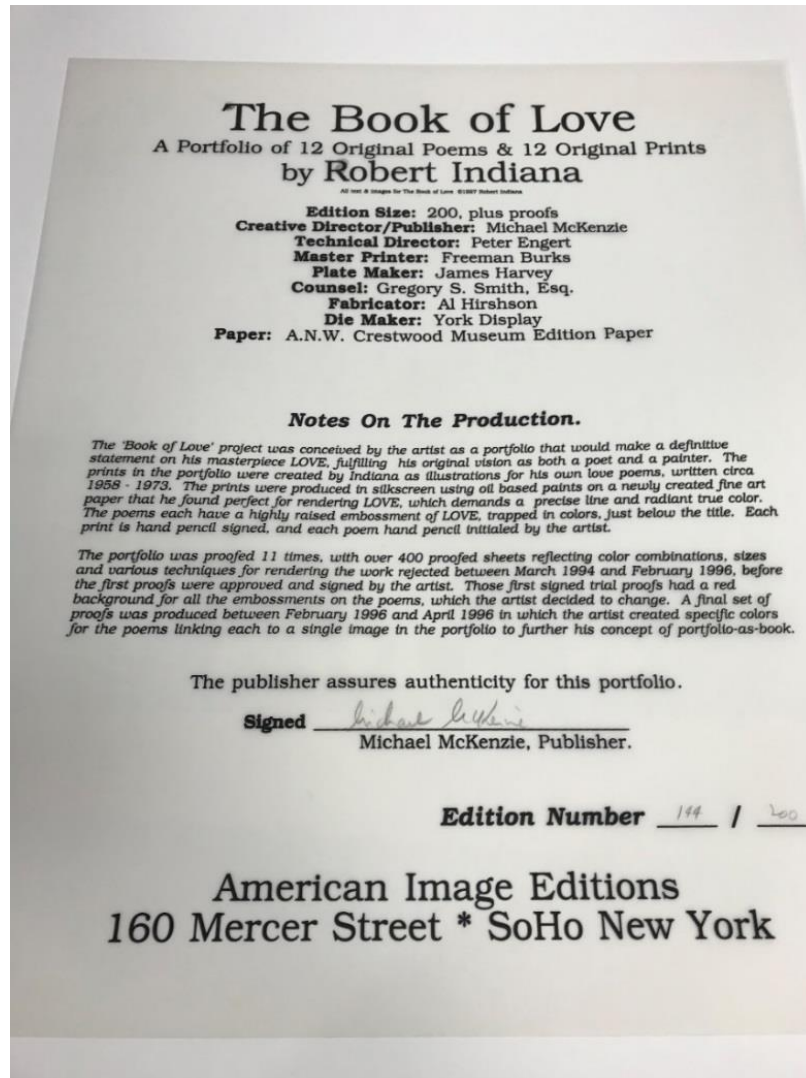 The Book of Love
A Portfolio of 12 Original Poems & 12 Original Prints
by Robert Indiana
All text & Images for The Book of Love ©1997 Robert Indiana
Edition Size: 200, plus proofs
Creative Director/Publisher: Michael McKenzie
Technical Director: Peter Engert
Master Printer: Freeman Burks
Plate Maker: James Harvey
Counsel: Gregory S. Smith, Esq.
Fabricator: Al Hirshson
Die Maker: York Display
Paper: A.N.W. Crestwood Museum Edition Paper
Notes On The Production.
The 'Book of Love' project was conceived by the artist as a portfolio that would make a definitive
statement on his masterpiece LOVE, fulfilling his original vision as both a poet and a painter. The
prints in the portfolio were created by Indiana as illustrations for his own love poems, written circa
1958 - 1973. The prints were produced in silkscreen using oil based paints on a newly created fine art
paper that he found perfect for rendering LOVE, which demands a precise line and radiant true color.
The poems each have a highly raised embossment of LOVE, trapped in colors, just below the title. Each
print is hand pencil signed, and each poem hand pencil initialed by the artist.
The portfolio was proofed 11 times, with over 400 proofed sheets reflecting color combinations, sizes
and various techniques for rendering the work rejected between March 1994 and February 1996, before
the first proofs were approved and signed by the artist. Those first signed trial proofs had a red
background for all the embossments on the poems, which the artist decided to change. A final set of
proofs was produced between February 1996 and April 1996 in which the artist created specific colors
for the poems linking each to a single image in the portfolio to further his concept of portfolio-as-book.
The publisher assures authenticity for this portfolio.
Signed Michael McKenzie
Michael McKenzie, Publisher.
Edition Number / 200
American Image Editions
160 Mercer Street * SoHo New York